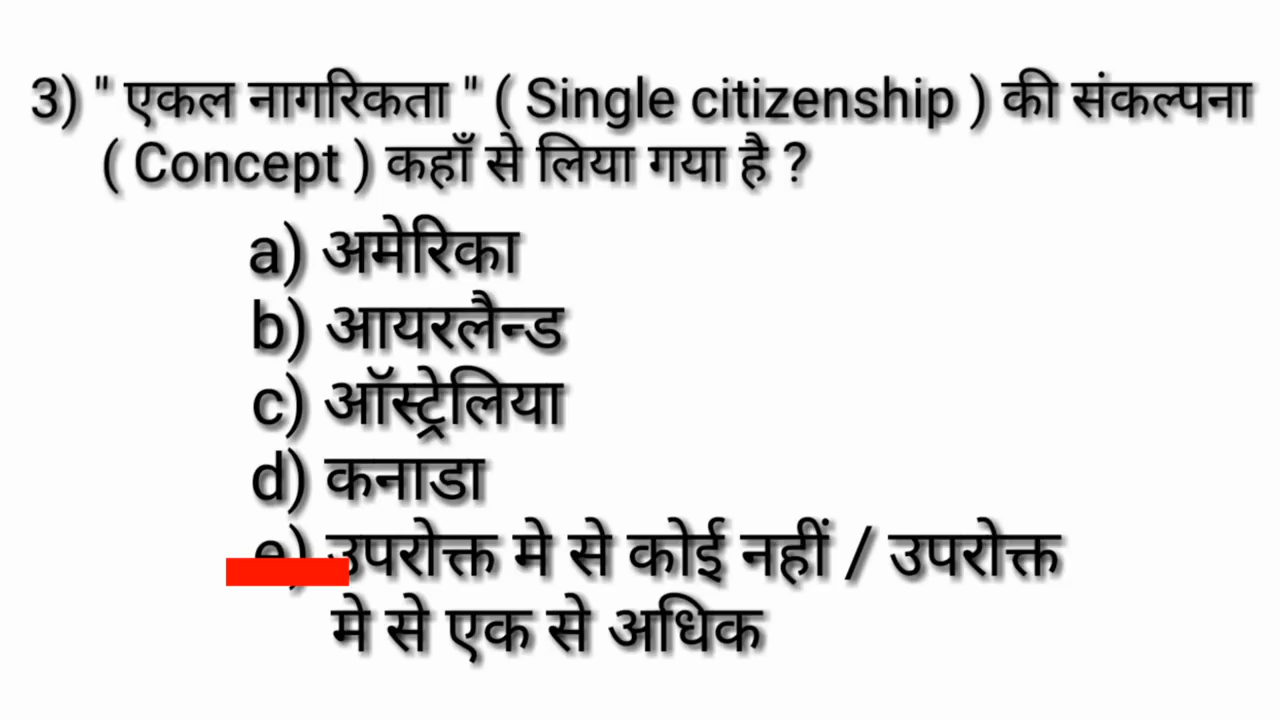 3) " एकल नागरिकता " ( Single citizenship ) की संकल्पना
( Concept ) कहाँ से लिया गया है ?
a) अमेरिका
b) आयरलैन्ड
c) ऑस्ट्रेलिया
d) कनाडा
e) उपरोक्त मे से कोई नहीं / उपरोक्त
मे से एक से अधिक